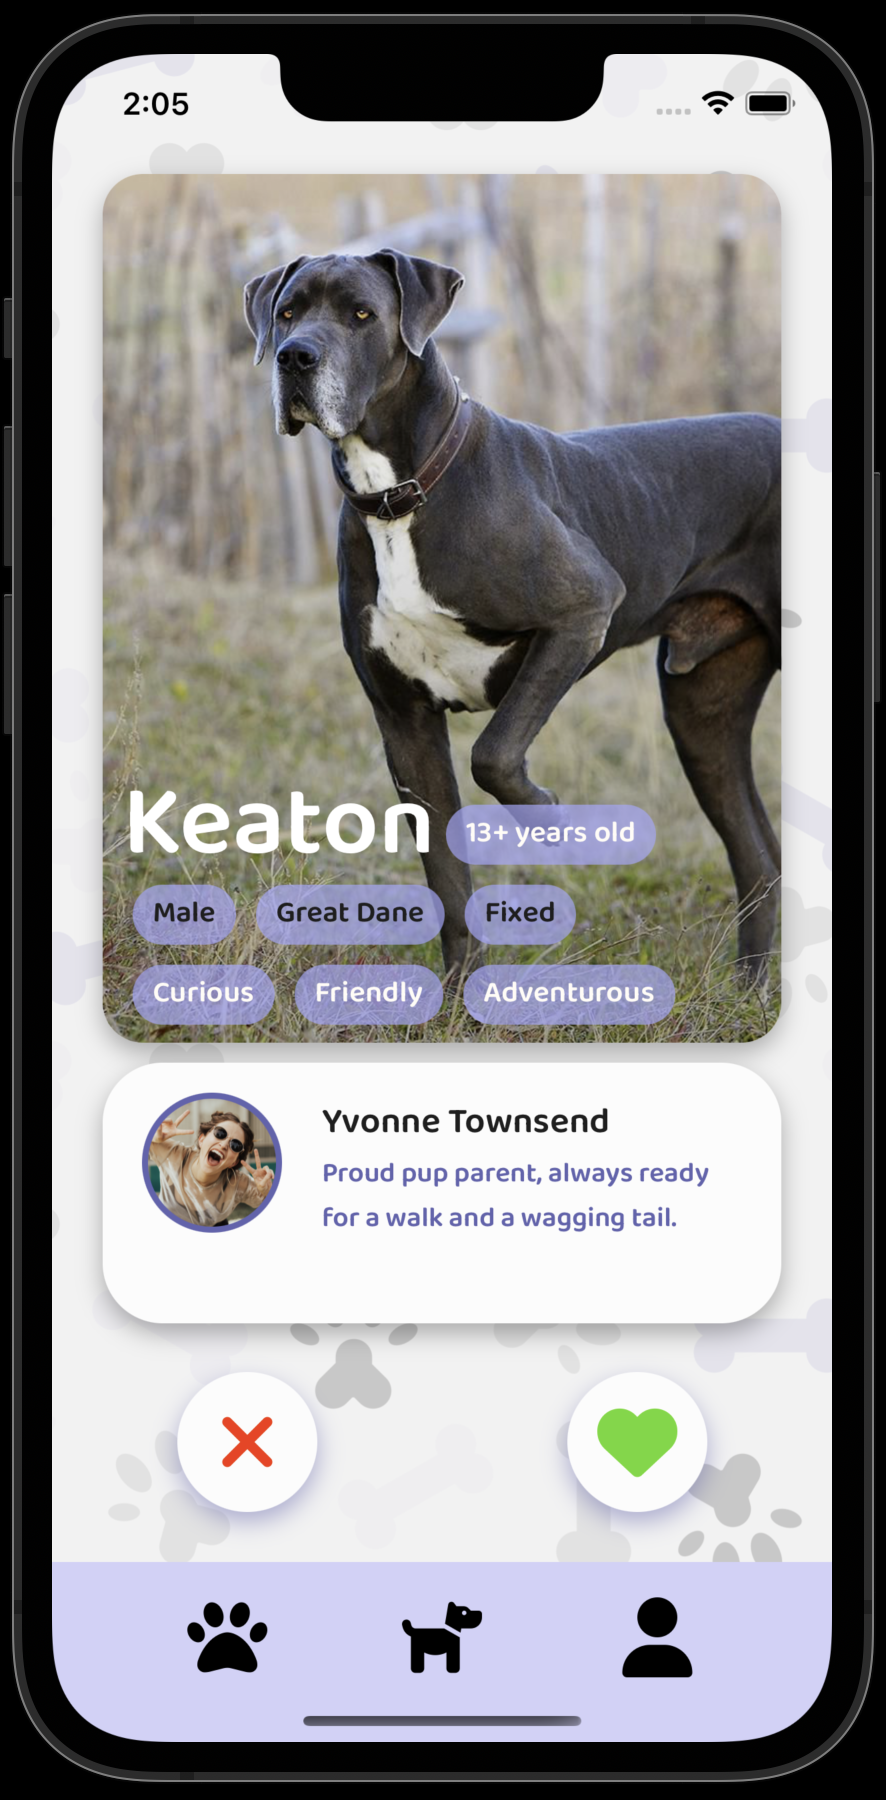 2:05
Keaton 13+ years old
Male Great Dane Fixed
Curious Friendly Adventurous
Yvonne Townsend
Proud pup parent, always ready
for a walk and a wagging tail.